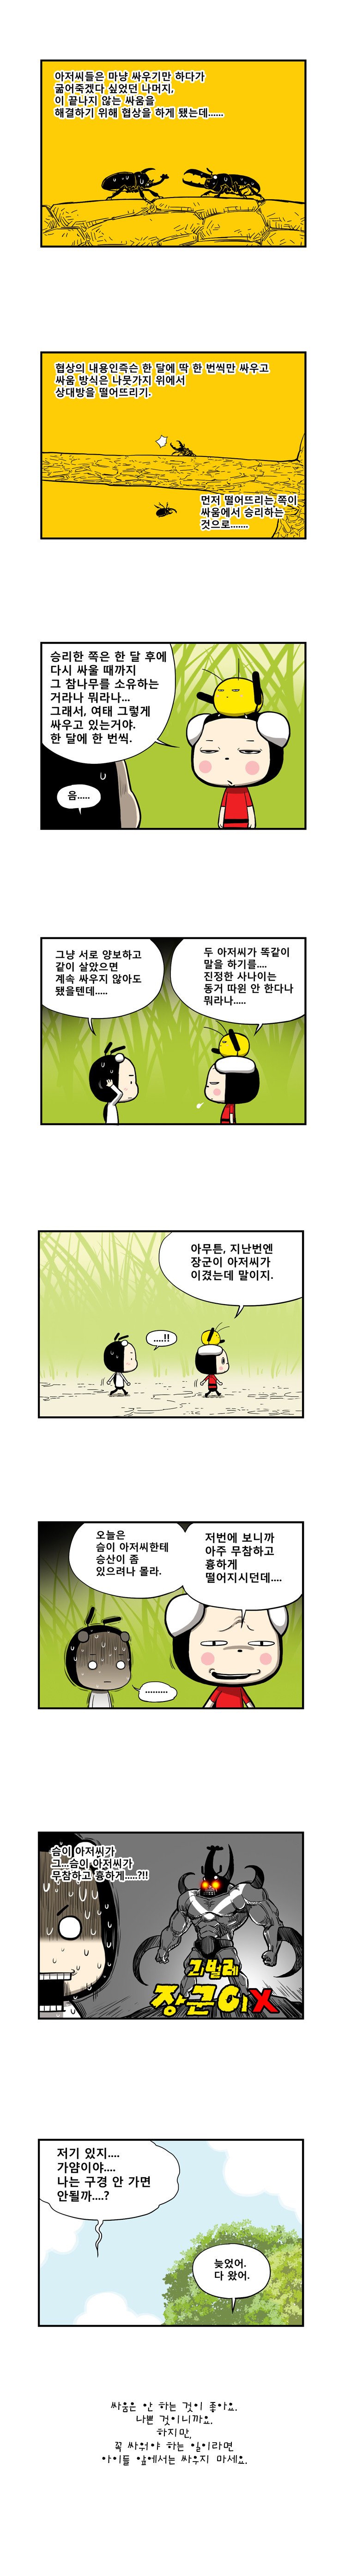 아저씨들은 마냥 싸우기만 하다가
굶어죽겠다 싶었던 나머지,
이 끝나지 않는 싸움을
해결하기 위해 협상을 하게 됐는데......
협상의 내용인즉슨 한 달에 딱 한 번씩만 싸우고
싸움 방식은 나뭇가지 위에서
상대방을 떨어뜨리기.
먼저 떨어뜨리는 쪽이
싸움에서 승리하는
것으로.......
승리한 쪽은 한 달 후에
다시 싸울 때까지
그 참나무를 소유하는
거라나 뭐라나...
그래서, 여태 그렇게
싸우고 있는거야.
한 달에 한 번씩.
음.....
그냥 서로 양보하고
같이 살았으면
계속 싸우지 않아도
됐을텐데.....
두 아저씨가 똑같이
말을 하기를....
진정한 사나이는
동거 따윈 안 한다나
뭐라나.....
아무튼, 지난번엔
장군이 아저씨가
이겼는데 말이지.
....!!
오늘은
슴이 아저씨한테
승산이 좀
있으려나 몰라.
저번에 보니까
아주 무참하고
흉하게
떨어지시던데....
.........
슴이 아저씨가
그...슴이 아저씨가
무참하고 흉하게.....?!!
리벌레
장군이X
저기 있지....
가얌이야....
나는 구경 안 가면
안될까....?
늦었어.
다 왔어.
싸움은 안 하는 것이 좋아요.
나쁜 것이니까요.
하지만,
꼭 싸워야 하는 일이라면
아이들 앞에서는 싸우지 마세요.